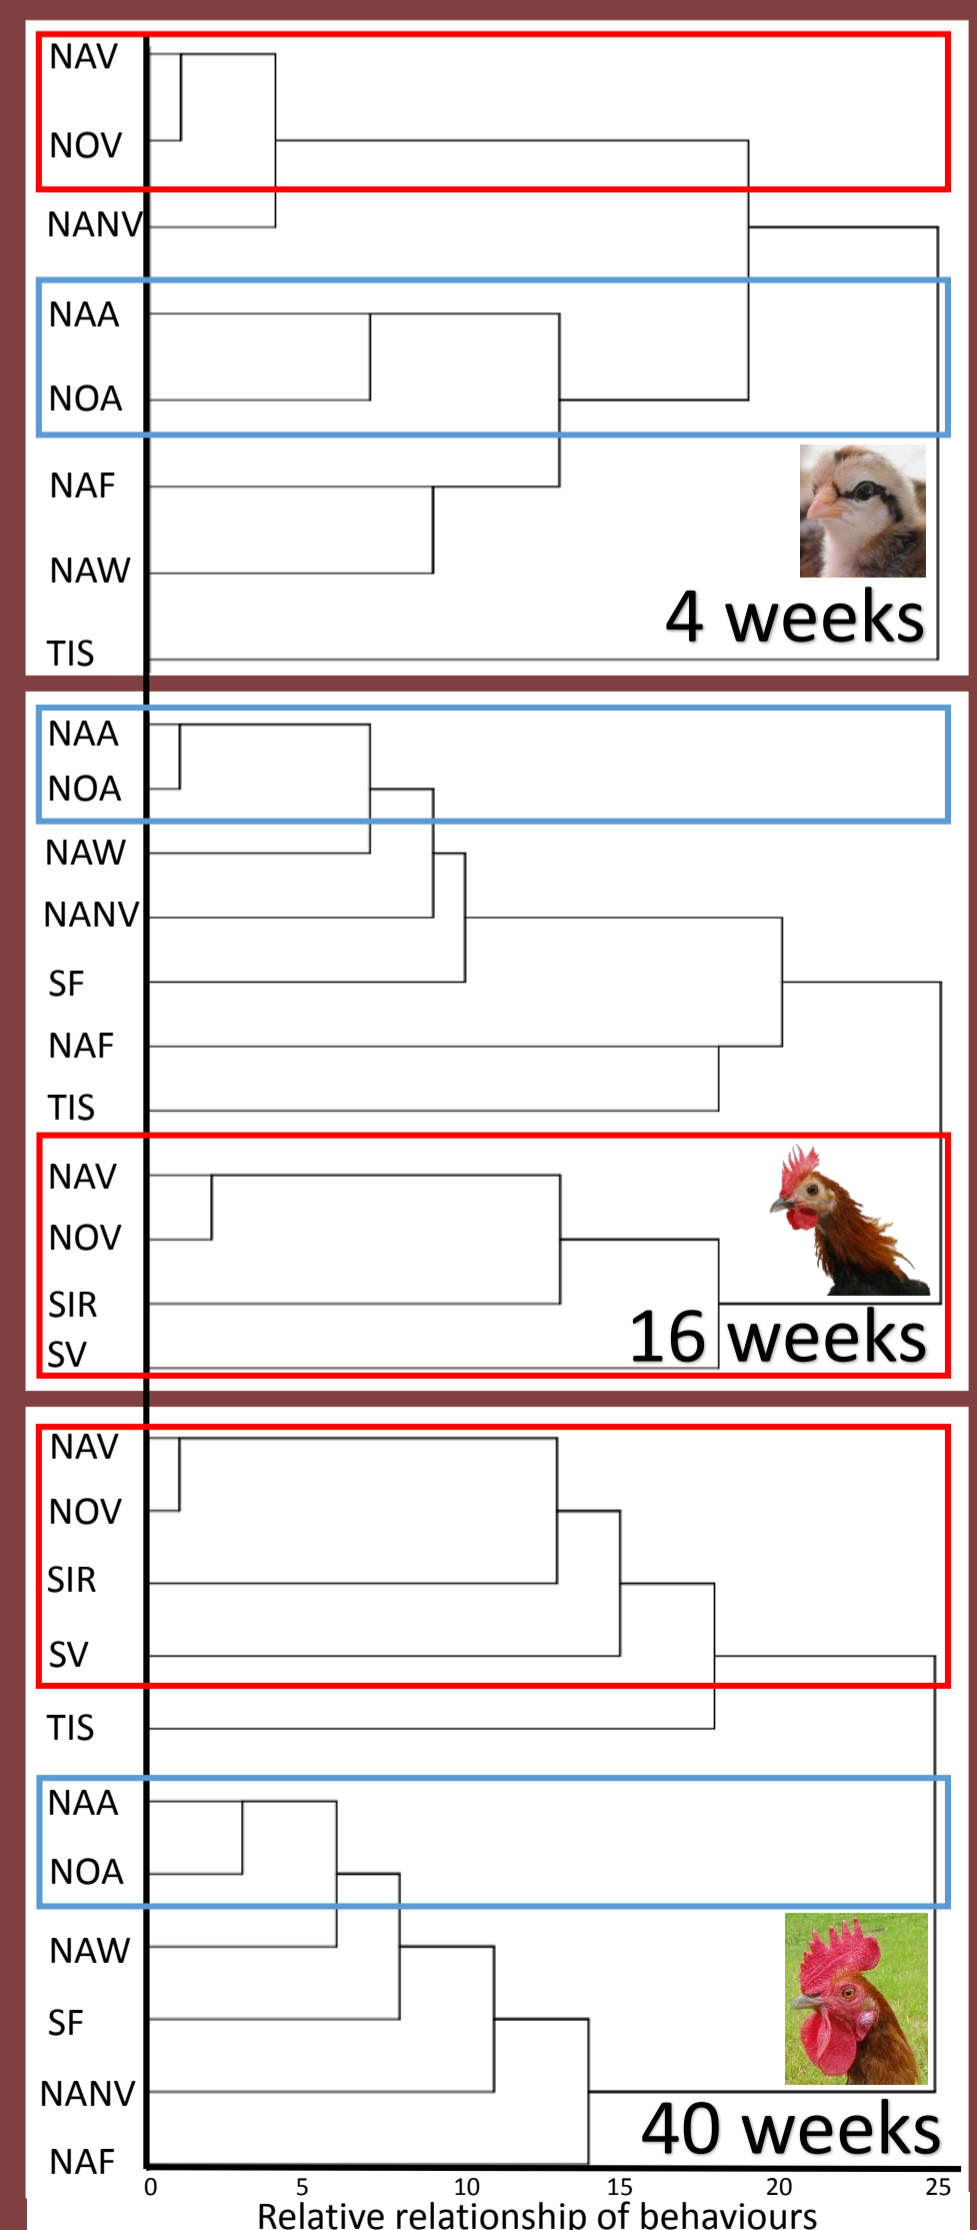 NAV
NOV
NANV
NAA
NOA
NAF
NAW
4 weeks
TIS
NAA
NOA
NAW
NANV
SF
NAF
TIS
NAV
NOV
SIR
16 weeks
SV
NAV
NOV
SIR
SV
TIS
NAA
NOA
NAW
SF
NANV
40 weeks
NAF
0 5 10 15 20 25
Relative relationship of behaviours